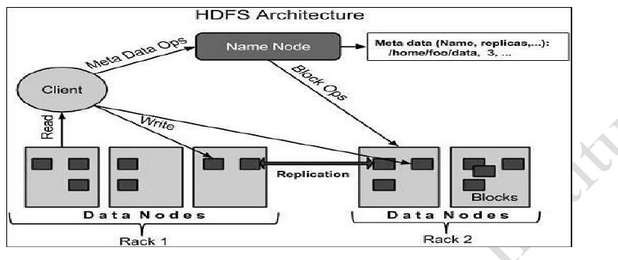 HDFS Architecture
Meta Data Ops
Name Node
Meta data (Name, replicas,...):
/home/foo/data, 3, ...
Client
Block Ops
Read
Write
Replication
Blocks
Data Nodes
Data Nodes
Rack 1
Rack 2